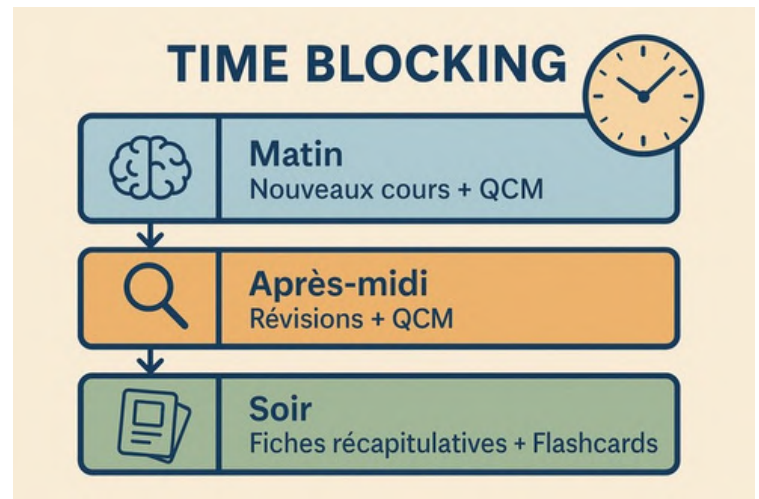 TIME BLOCKING
Matin
Nouveaux cours + QCM
Après-midi
Révisions + QCM
Soir
Fiches récapitulatives + Flashcards